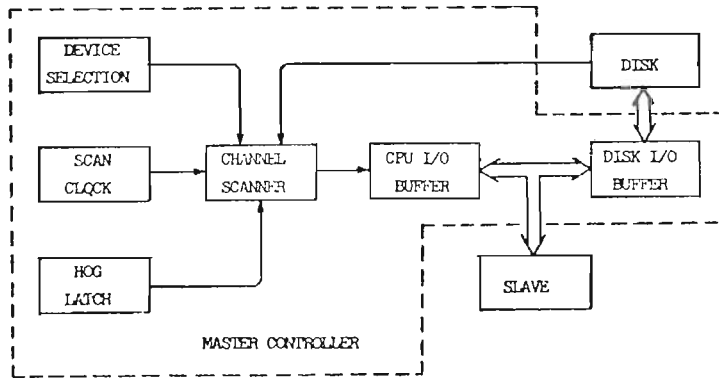 DEVICE
SELECTION
DISK
SCAN
CLOCK
CHANNEL
SCANNER
CPU I/O
BUFFER
DISK I/O
BUFFER
HOG
LATCH
SLAVE
MASTER CONTROLLER